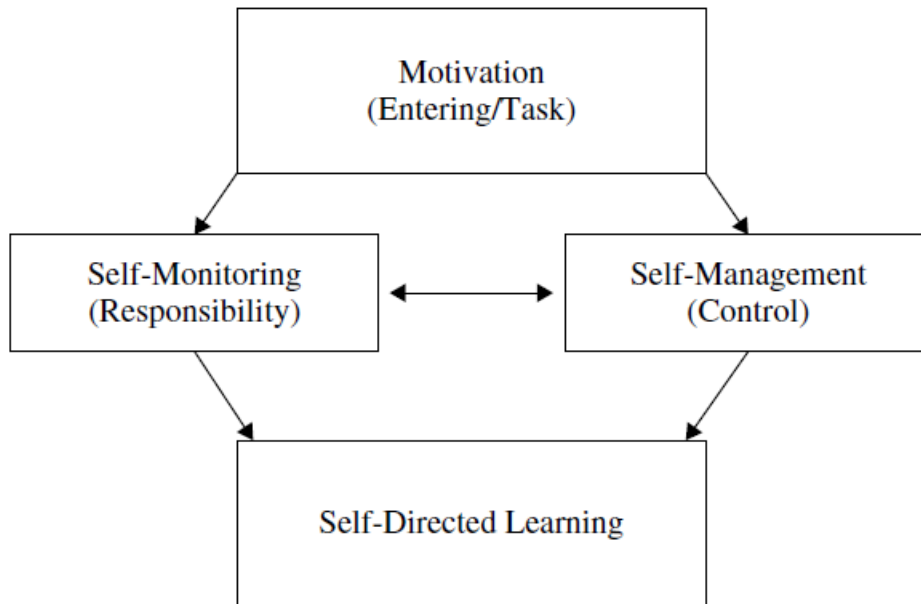 Motivation
(Entering/Task)
Self-Monitoring
(Responsibility)
Self-Management
(Control)
Self-Directed Learning